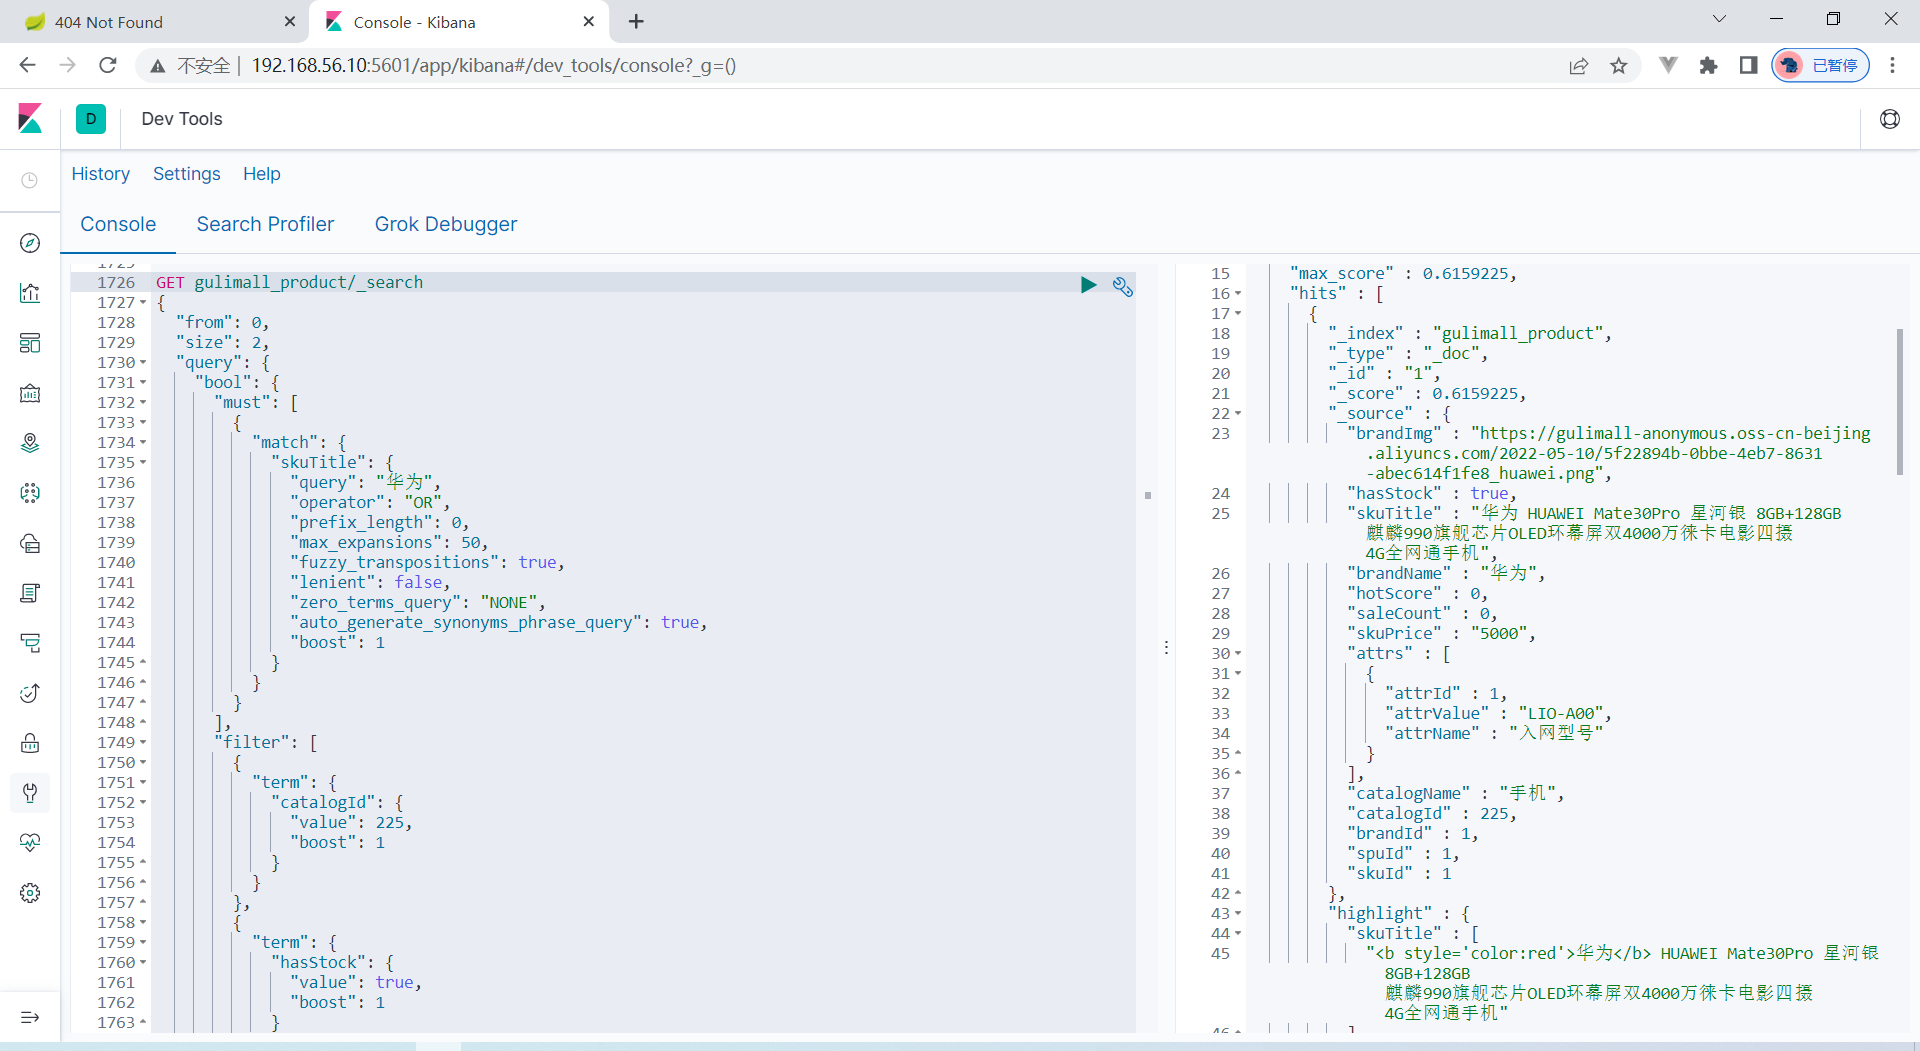 404 Not Found
Console - Kibana
不安全
192.168.56.10:5601/app/kibana#/dev_tools/console?_g=()
已暂停
D
Dev Tools
History Settings Help
Console Search Profiler Grok Debugger
1725
1726 GET gulimall_product/_search
1727 {
1728 "from": 0,
1729 "size": 2,
1730 "query": {
1731 "bool": {
1732 "must": [
1733 {
1734 "match": {
1735 "skuTitle": {
1736 "query": "华为",
1737 "operator": "OR",
1738 "prefix_length": 0,
1739 "max_expansions": 50,
1740 "fuzzy_transpositions": true,
1741 "lenient": false,
1742 "zero_terms_query": "NONE",
1743 "auto_generate_synonyms_phrase_query": true,
1744 "boost": 1
1745 }
1746 }
1747 }
1748 ],
1749 "filter": [
1750 {
1751 "term": {
1752 "catalogId": {
1753 "value": 225,
1754 "boost": 1
1755 }
1756 }
1757 },
1758 {
1759 "term": {
1760 "hasStock": {
1761 "value": true,
1762 "boost": 1
1763 }
15 "max_score" : 0.6159225,
16 "hits" : [
17 {
18 "_index" : "gulimall_product",
19 "_type" : "_doc",
20 "_id" : "1",
21 "_score" : 0.6159225,
22 "_source" : {
23 "brandImg" : "https://gulimall-anonymous.oss-cn-beijing
.aliyuncs.com/2022-05-10/5f22894b-0bbe-4eb7-8631
-abec614f1fe8_huawei.png",
24 "hasStock" : true,
25 "skuTitle" : "华为 HUAWEI Mate30Pro 星河银 8GB+128GB
麒麟990旗舰芯片OLED环幕屏双4000万徕卡电影四摄
4G全网通手机",
26 "brandName" : "华为",
27 "hotScore" : 0,
28 "saleCount" : 0,
29 "skuPrice" : "5000",
30 "attrs" : [
31 {
32 "attrId" : 1,
33 "attrValue" : "LIO-A00",
34 "attrName" : "入网型号"
35 }
36 ],
37 "catalogName" : "手机",
38 "catalogId" : 225,
39 "brandId" : 1,
40 "spuId" : 1,
41 "skuId" : 1
42 },
43 "highlight" : {
44 "skuTitle" : [
45 "<b style='color:red'>华为</b> HUAWEI Mate30Pro 星河银
8GB+128GB
麒麟990旗舰芯片OLED环幕屏双4000万徕卡电影四摄
4G全网通手机"
46 ]